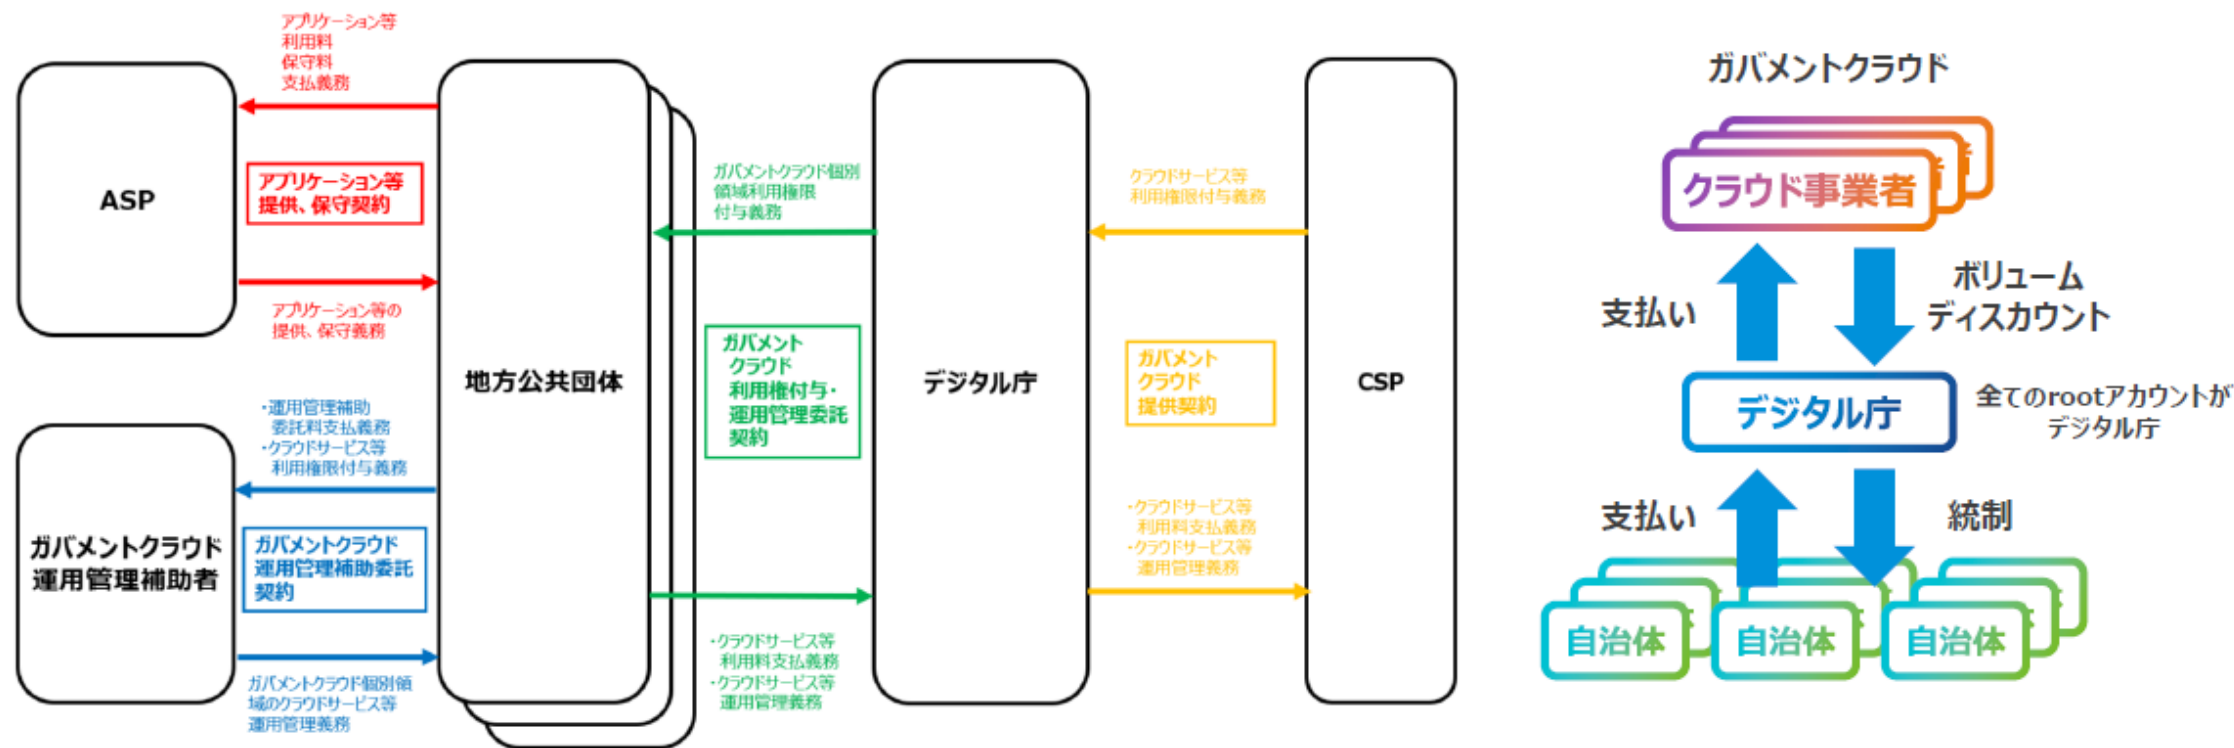 アプリケーション等
利用料
保守料
支払義務
ASP
アプリケーション等
提供、保守契約
アプリケーション等の
提供、保守義務
・運用管理補助
委託料支払義務
・クラウドサービス等
利用権限付与義務
ガバメントクラウド
運用管理補助者
ガバメントクラウド
運用管理補助委託
契約
ガバメントクラウド個別領
域のクラウドサービス等
運用管理義務
地方公共団体
ガバメントクラウド個別
領域利用権限
付与義務
ガバメント
クラウド
利用権付与・
運用管理委託
契約
・クラウドサービス等
利用料支払義務
・クラウドサービス等
運用管理義務
デジタル庁
クラウドサービス等
利用権限付与義務
ガバメント
クラウド
提供契約
・クラウドサービス等
利用料支払義務
・クラウドサービス等
運用管理義務
CSP
ガバメントクラウド
クラウド事業者
支払い
ボリューム
ディスカウント
デジタル庁
全てのrootアカウントが
デジタル庁
支払い
統制
自治体
自治体
自治体